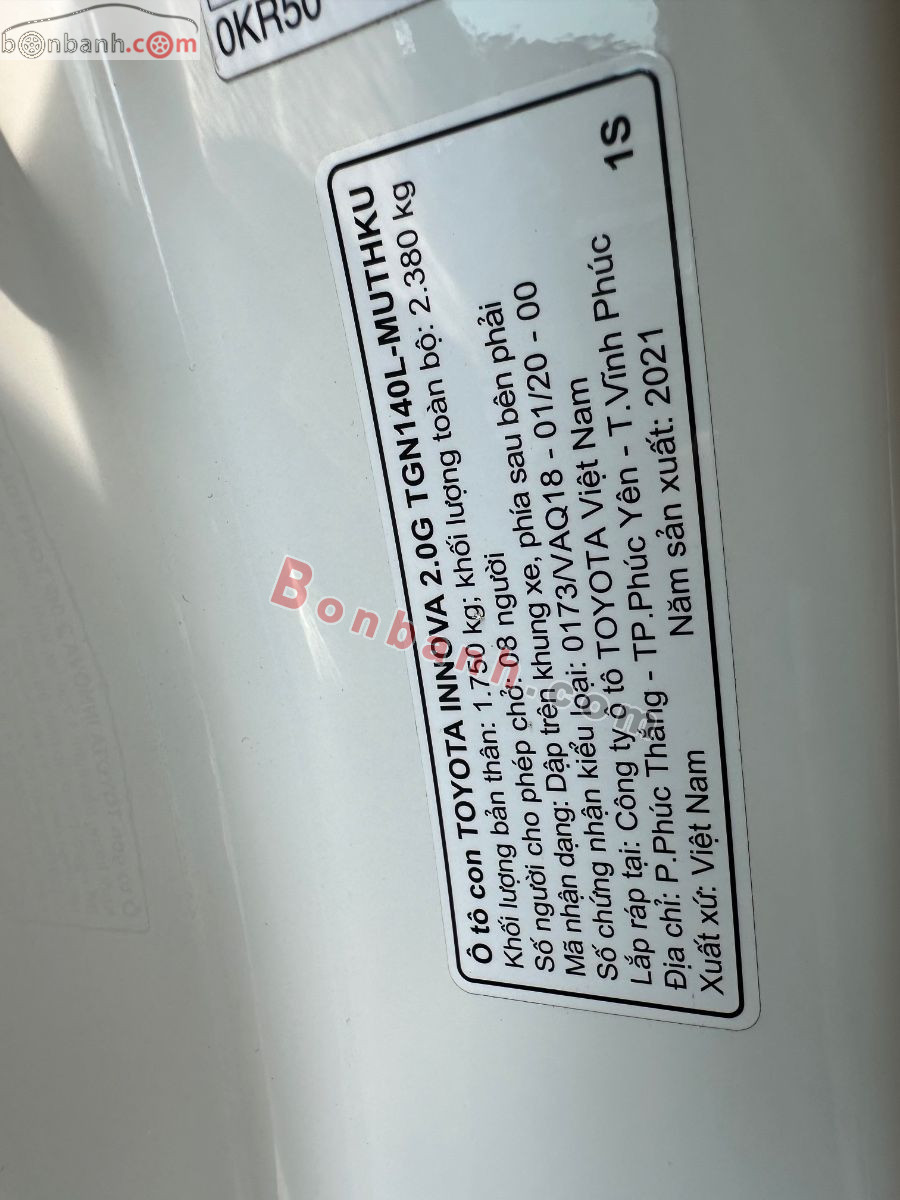 bonbanh.com
0KR50
Ô tô con TOYOTA INNOVA 2.0G TGN140L-MUTHKU
Khối lượng bản thân: 1.750 kg; khối lượng toàn bộ: 2.380 kg
Số người cho phép chở: 08 người
Mã nhận dạng: Dập trên khung xe, phía sau bên phải
Số chứng nhận kiểu loại: 0173/VAQ18 - 01/20 - 00
Lắp ráp tại: Công ty ô tô TOYOTA Việt Nam
Địa chỉ: P.Phúc Thắng - TP.Phúc Yên - T.Vĩnh Phúc
Xuất xứ: Việt Nam Năm sản xuất: 2021 1S
Bonbanh.com